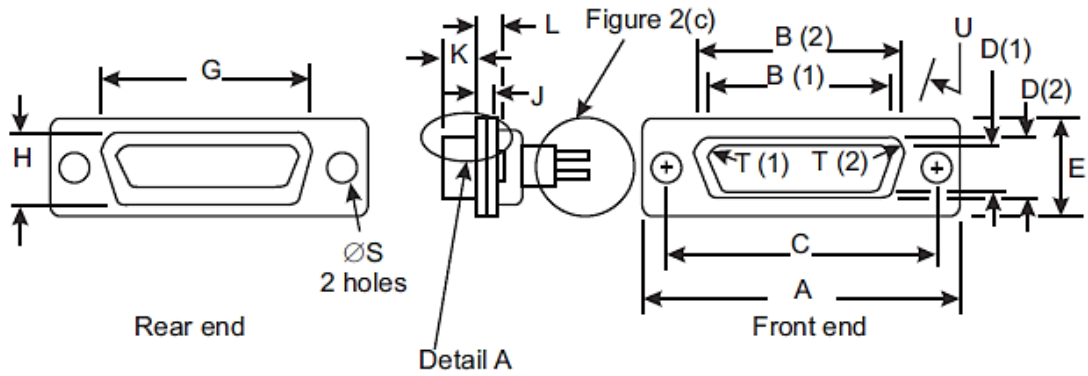 Figure 2(c)
L
K
J
G
H
ØS
2 holes
Rear end
Detail A
B (2)
B (1)
U
D(1)
D(2)
E
T (1)
T (2)
C
A
Front end